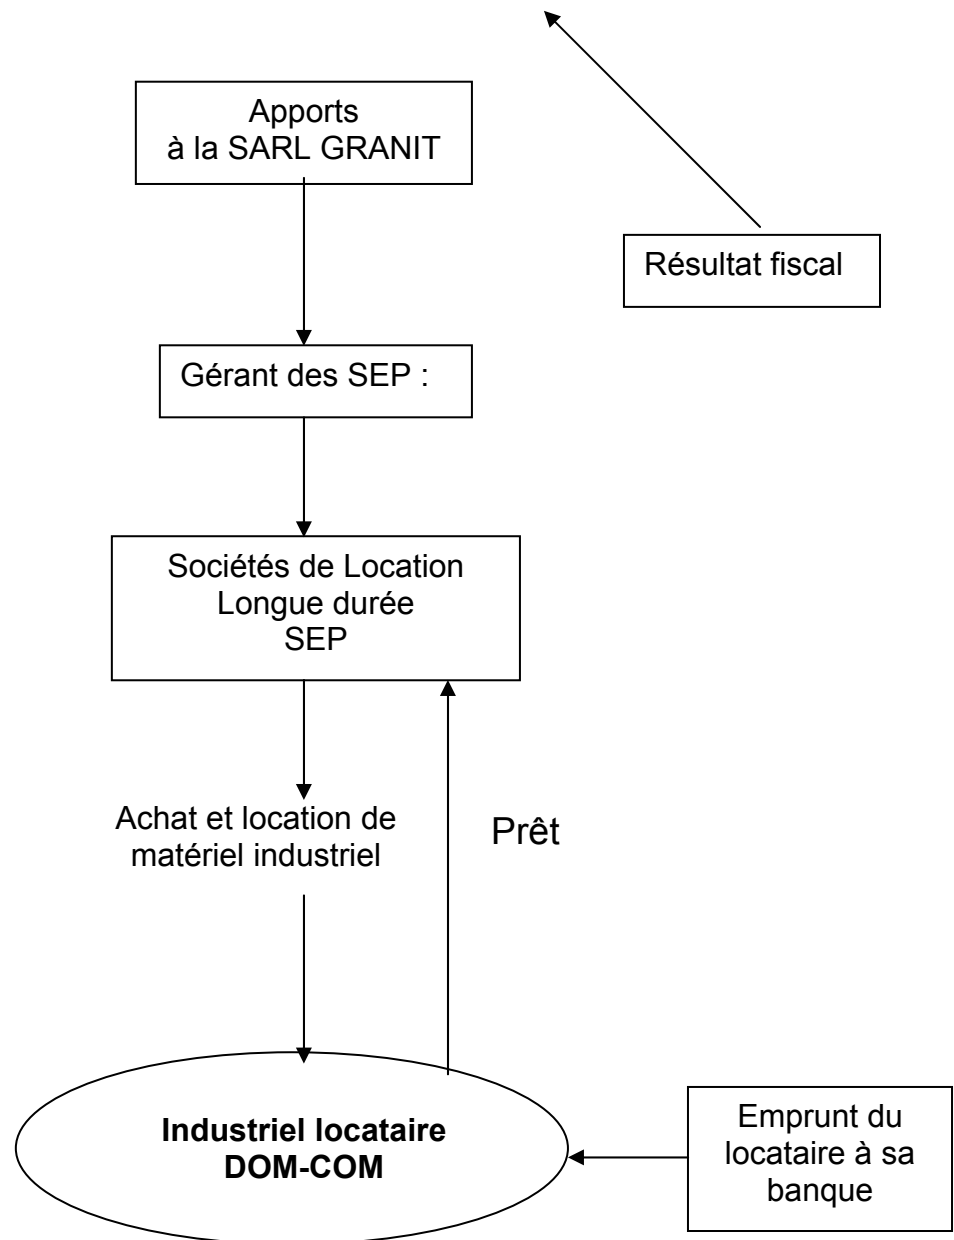 Apports
à la SARL GRANIT
Résultat fiscal
Gérant des SEP :
Sociétés de Location
Longue durée
SEP
Achat et location de
matériel industriel
Prêt
Industriel locataire
DOM-COM
Emprunt du
locataire à sa
banque